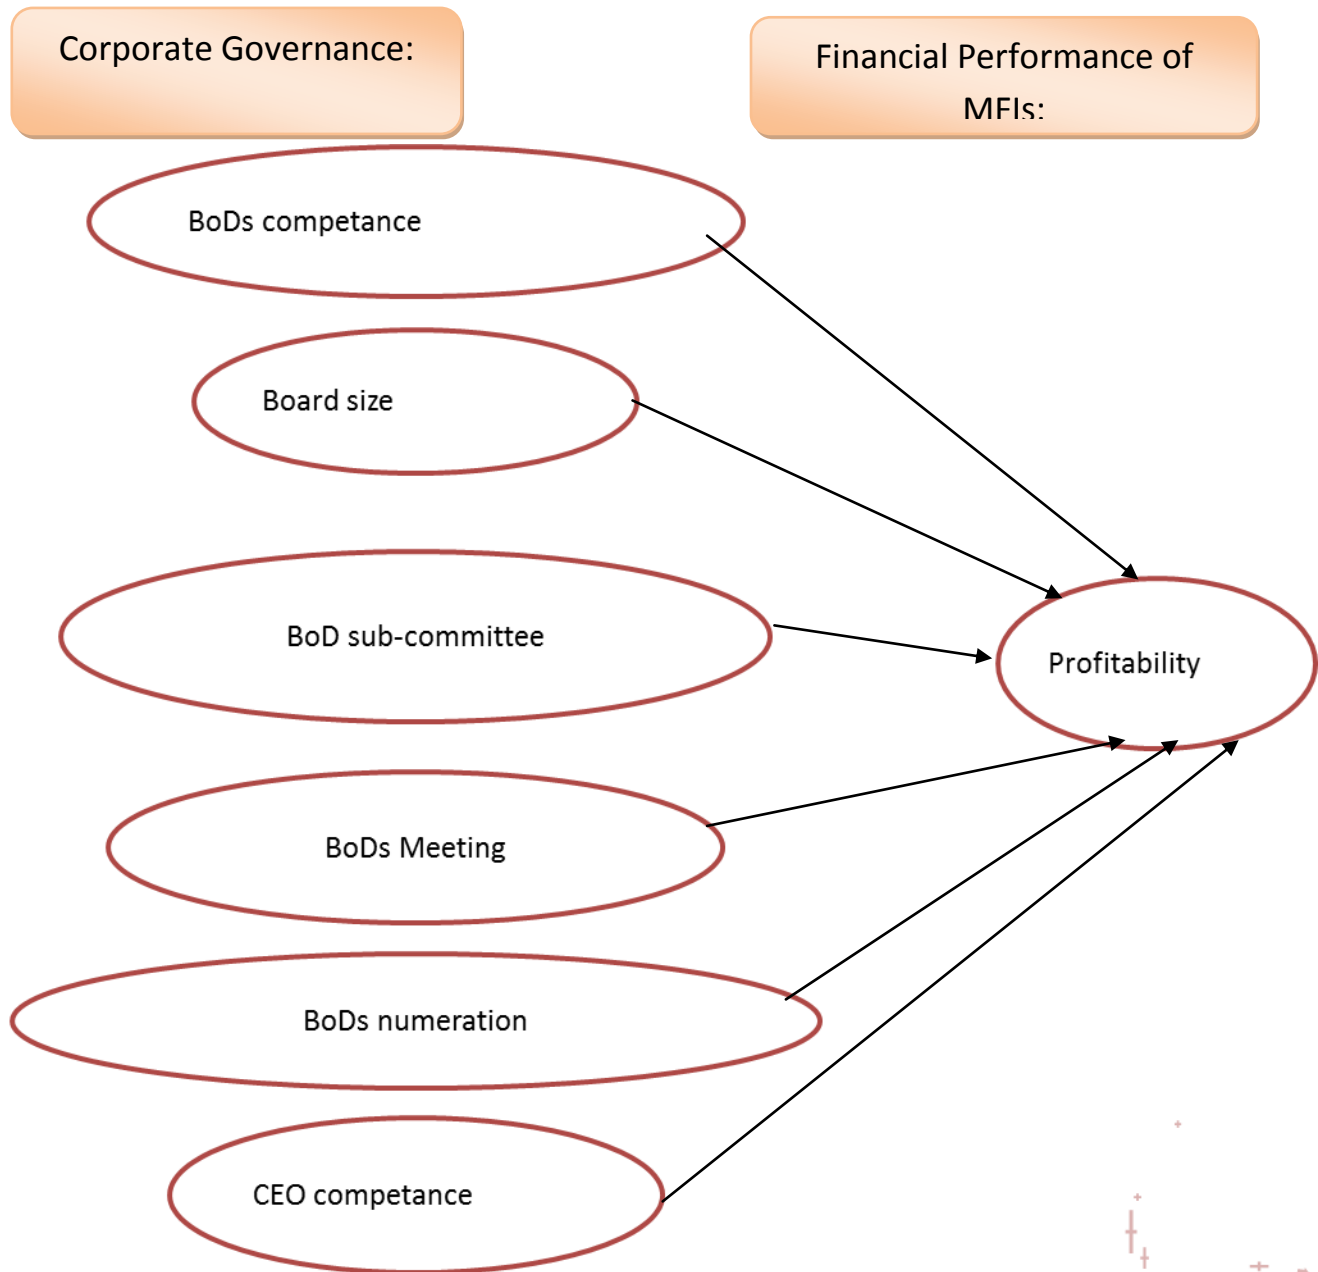 Corporate Governance:
Financial Performance of
MFIs:
BoDs competance
Board size
BoD sub-committee
Profitability
BoDs Meeting
BoDs numeration
CEO competance